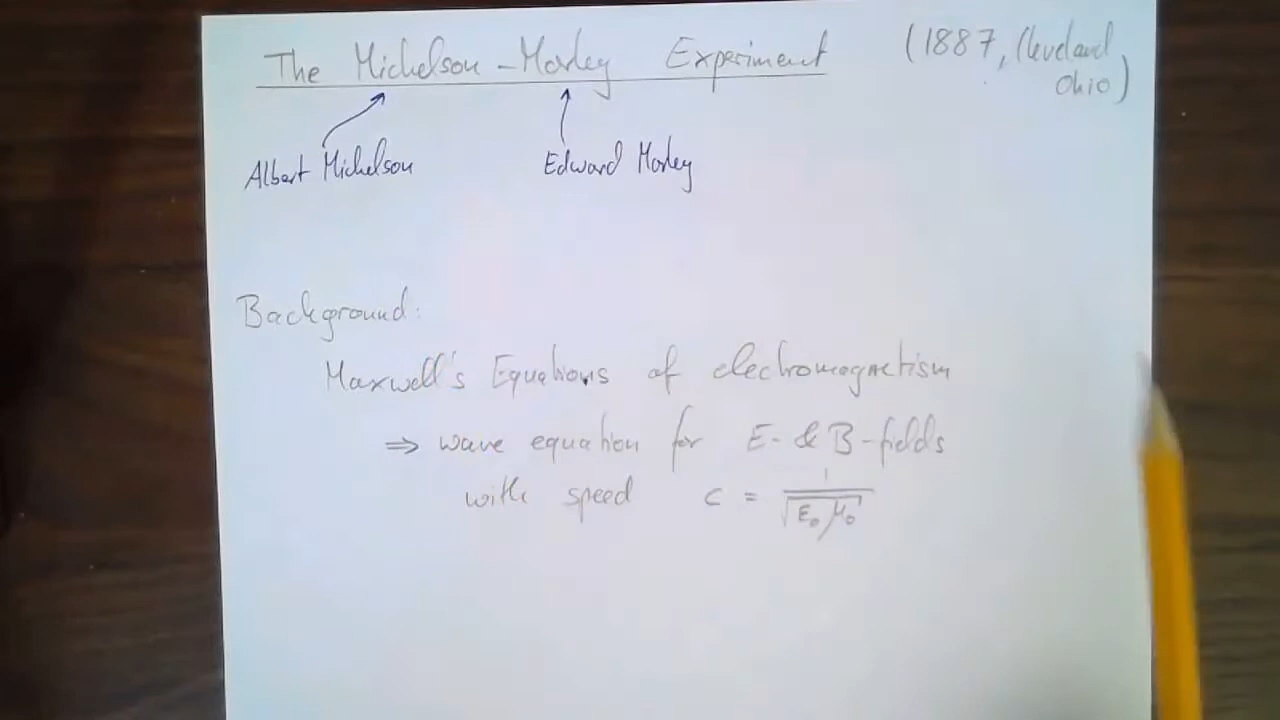 The Michelson-Morley Experiment (1887, Cleveland, Ohio)
Albert Michelson Edward Morley
Background:
Maxwell's Equations of electromagnetism
⇒ wave equation for E- & B-fields
with speed c = 1/√(ε₀μ₀)